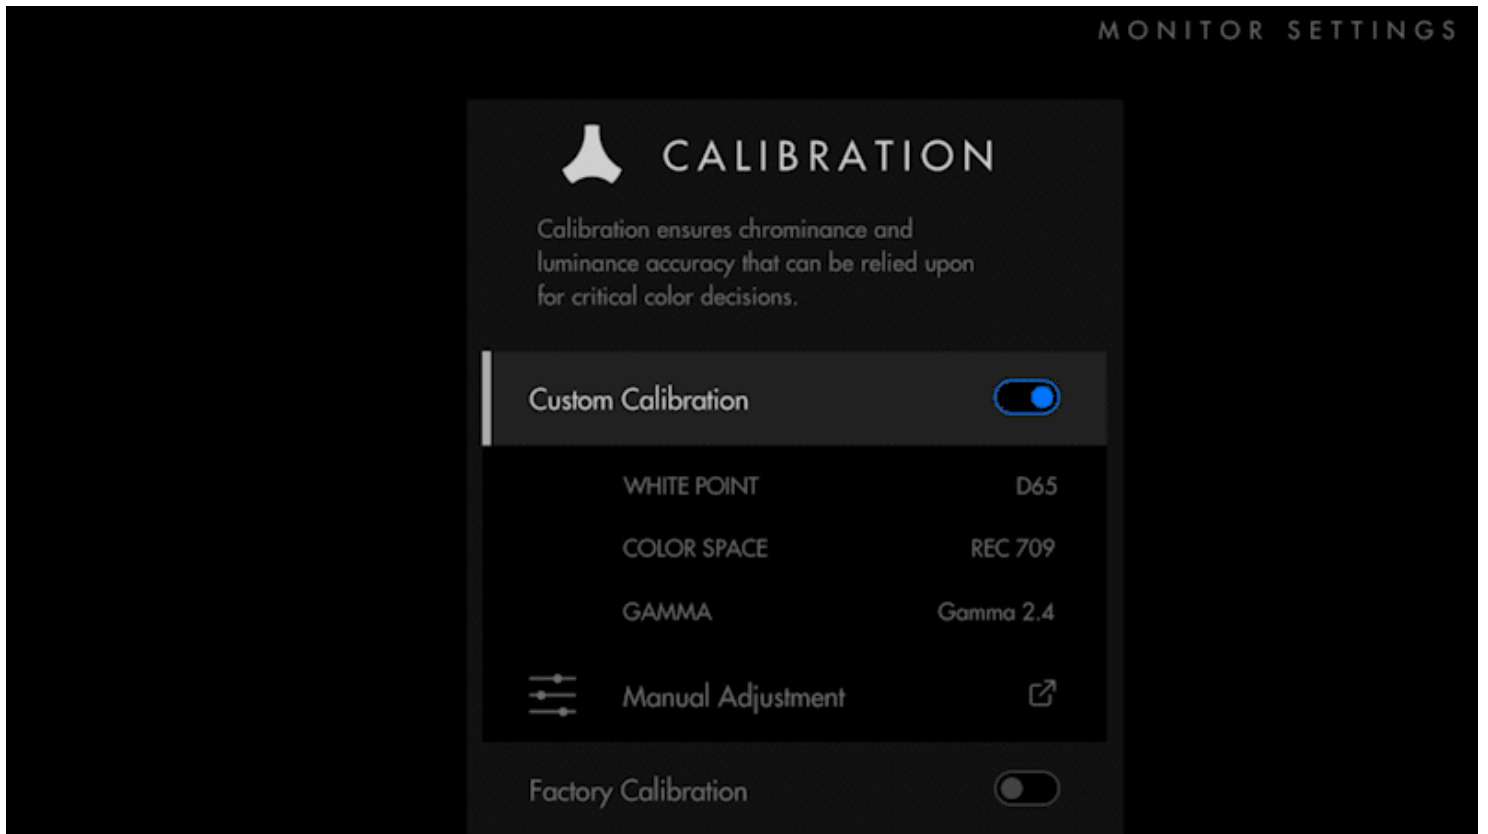 MONITOR SETTINGS
CALIBRATION
Calibration ensures chrominance and
luminance accuracy that can be relied upon
for critical color decisions.
Custom Calibration
WHITE POINT D65
COLOR SPACE REC 709
GAMMA Gamma 2.4
Manual Adjustment
Factory Calibration